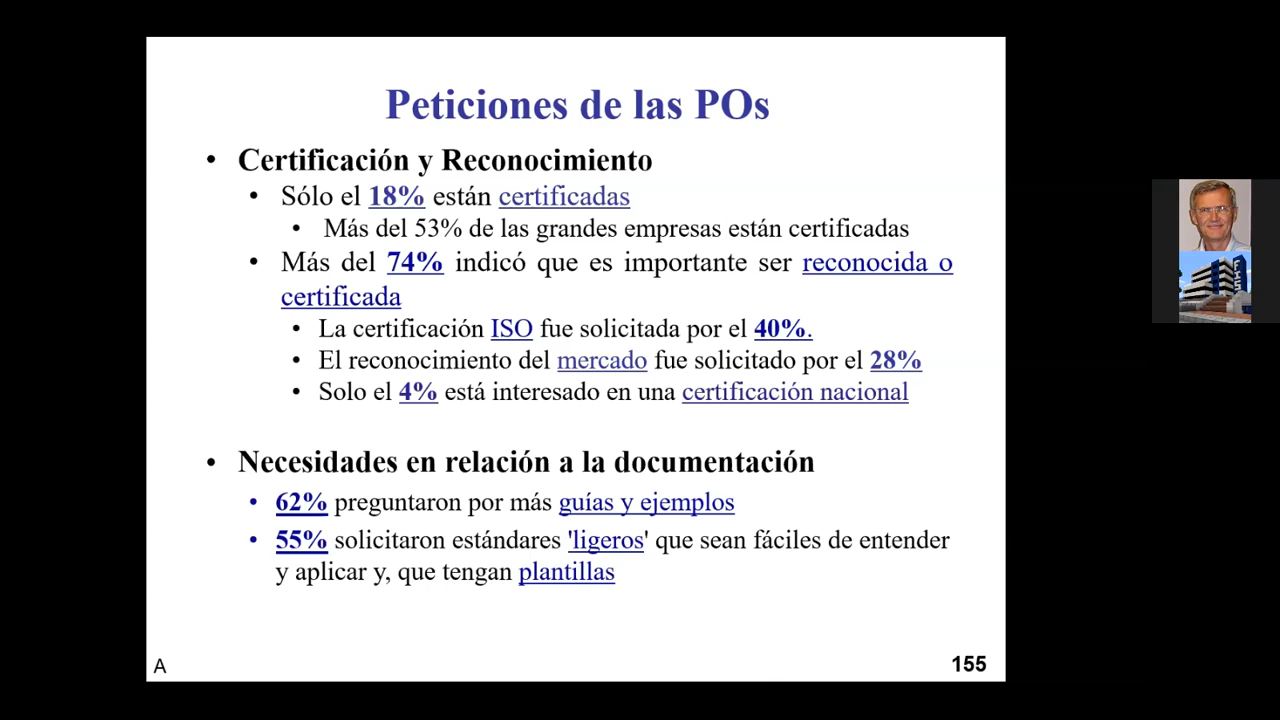 Peticiones de las POs
• Certificación y Reconocimiento
• Sólo el 18% están certificadas
• Más del 53% de las grandes empresas están certificadas
• Más del 74% indicó que es importante ser reconocida o
certificada
• La certificación ISO fue solicitada por el 40%.
• El reconocimiento del mercado fue solicitado por el 28%
• Solo el 4% está interesado en una certificación nacional
• Necesidades en relación a la documentación
• 62% preguntaron por más guías y ejemplos
• 55% solicitaron estándares 'ligeros' que sean fáciles de entender
y aplicar y, que tengan plantillas
A
155